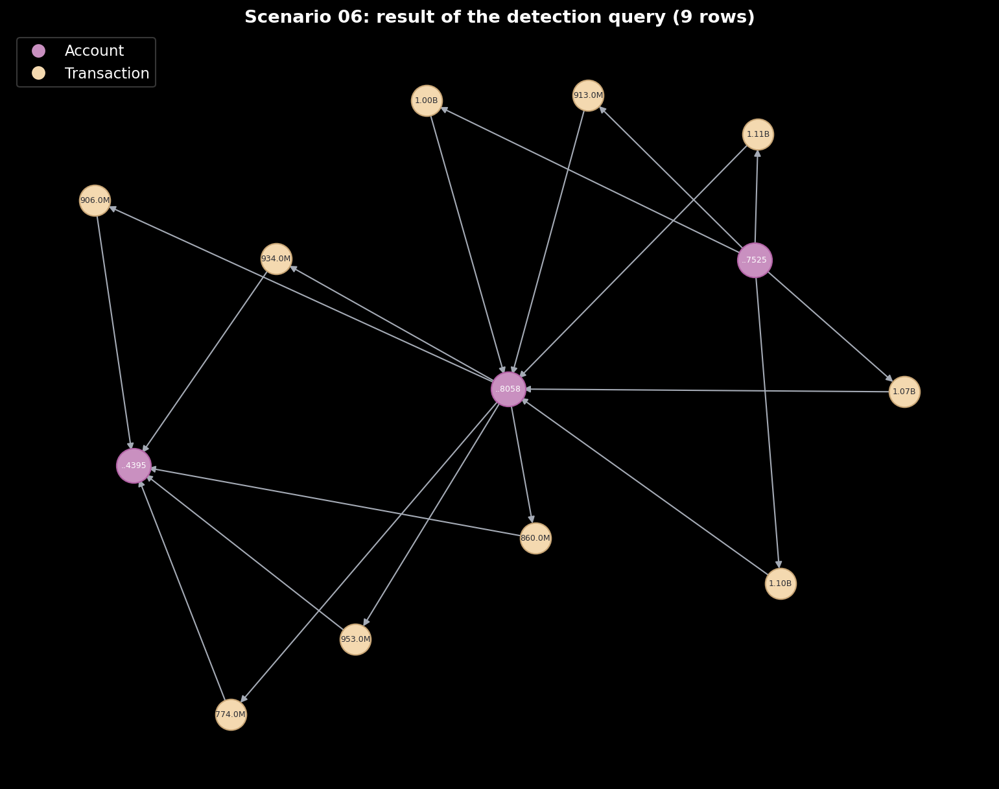 Scenario 06: result of the detection query (9 rows)
Account
Transaction
1.00B
913.0M
1.11B
906.0M
934.0M
..7525
..8058
1.07B
..4395
860.0M
1.10B
953.0M
774.0M